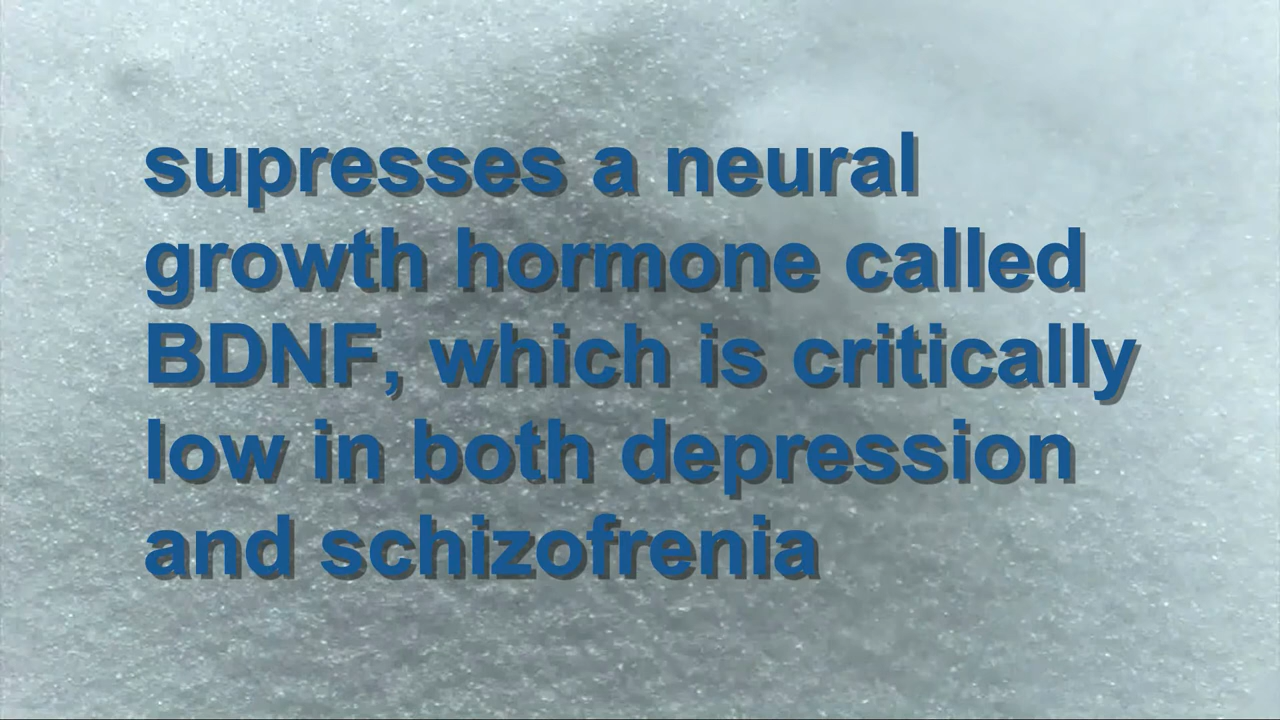 supresses a neural
growth hormone called
BDNF, which is critically
low in both depression
and schizofrenia